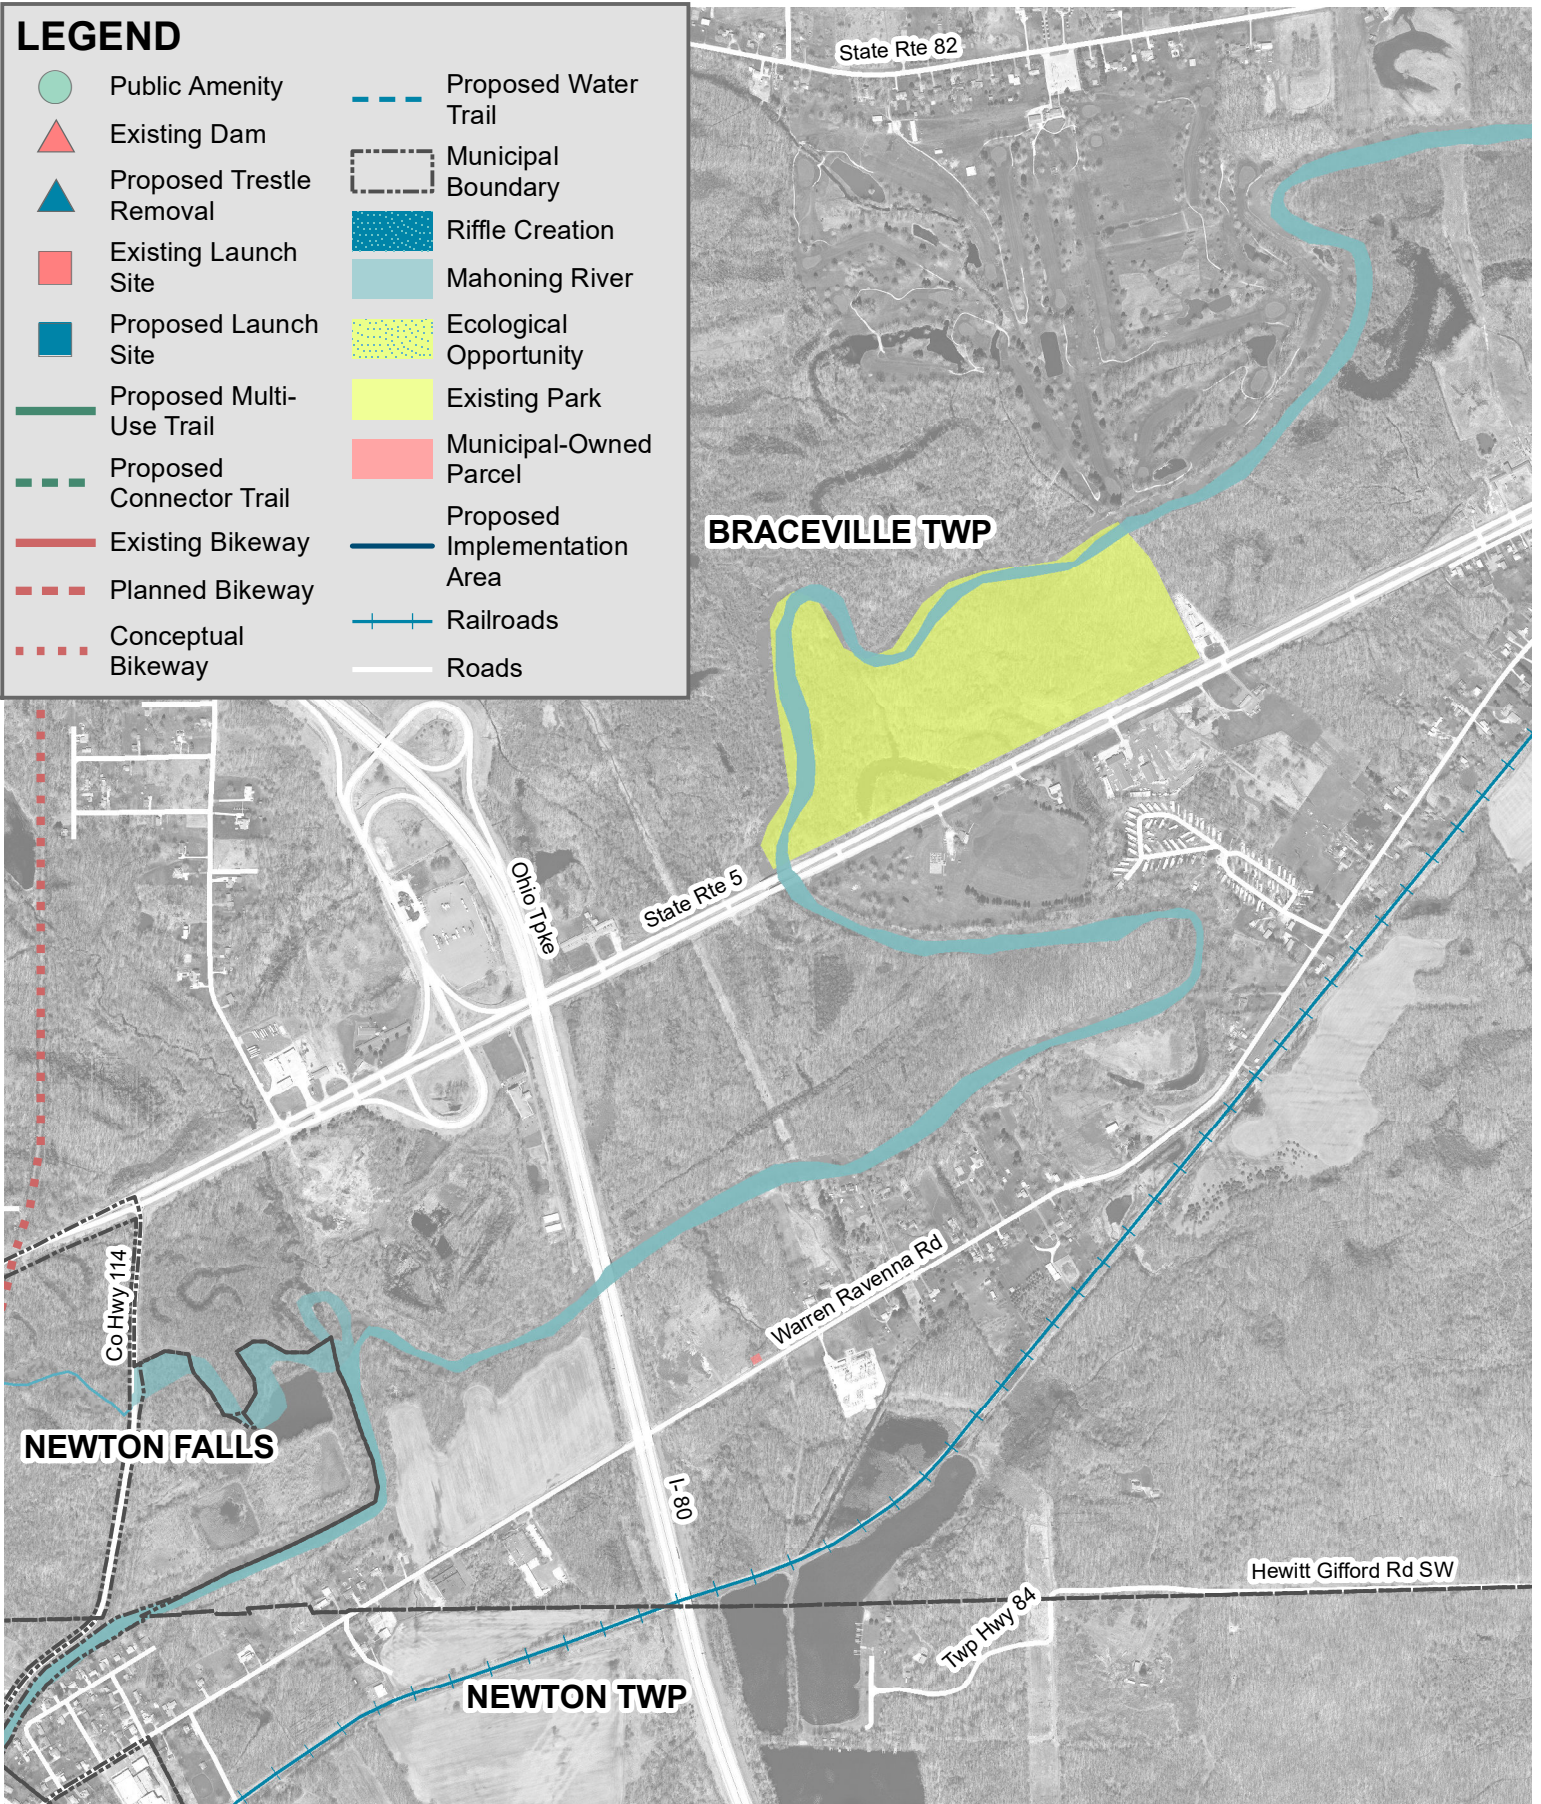 LEGEND
Public Amenity
Existing Dam
Proposed Trestle
Removal
Existing Launch
Site
Proposed Launch
Site
Proposed Multi-
Use Trail
Proposed
Connector Trail
Existing Bikeway
Planned Bikeway
Conceptual
Bikeway
Proposed Water
Trail
Municipal
Boundary
Riffle Creation
Mahoning River
Ecological
Opportunity
Existing Park
Municipal-Owned
Parcel
Proposed
Implementation
Area
Railroads
Roads
State Rte 82
BRACEVILLE TWP
State Rte 5
Ohio Tpke
Co Hwy 114
Warren Ravenna Rd
NEWTON FALLS
I- 80
Hewitt Gifford Rd SW
Twp Hwy 84
NEWTON TWP